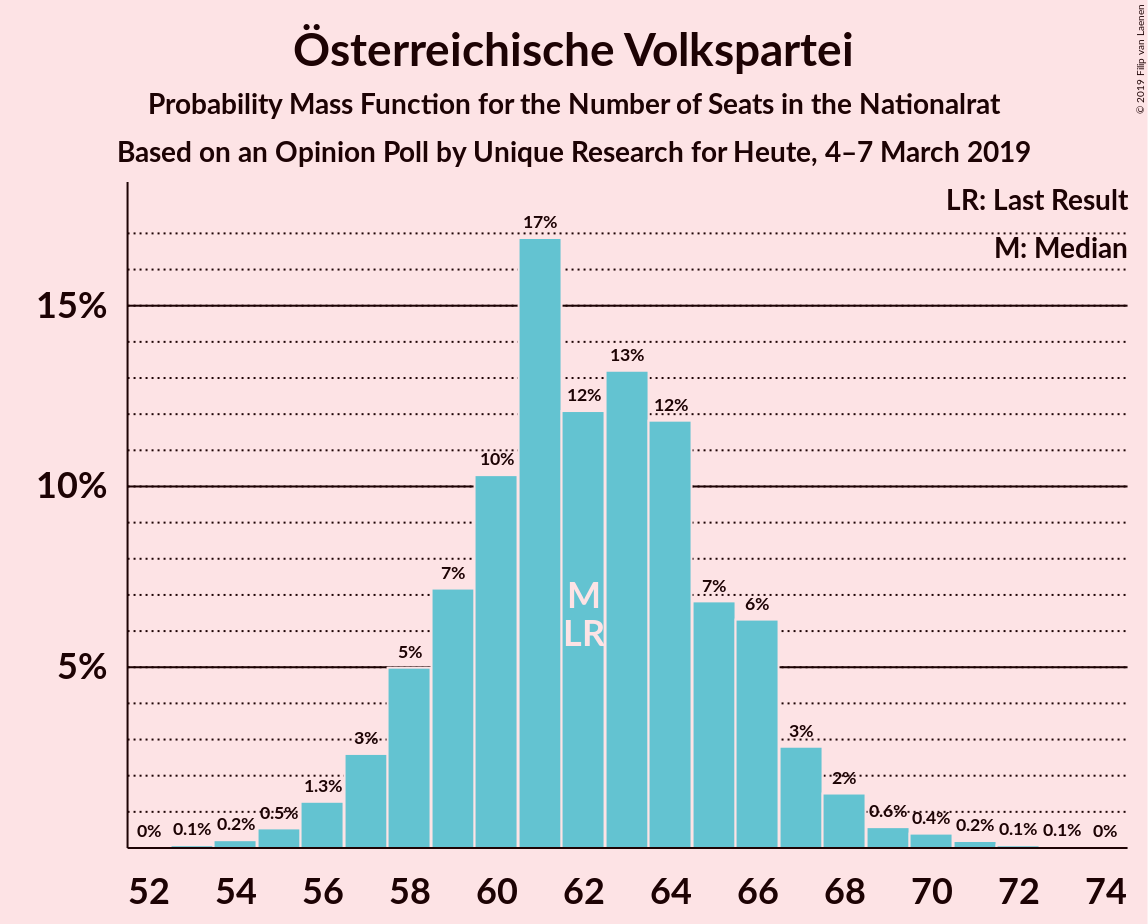 Österreichische Volkspartei
Probability Mass Function for the Number of Seats in the Nationalrat
Based on an Opinion Poll by Unique Research for Heute, 4–7 March 2019
© 2019 Filip van Laenen
LR: Last Result
M: Median
15%
10%
5%
0%
0.1%
0.2%
0.5%
1.3%
3%
5%
7%
10%
17%
12%
13%
12%
7%
6%
3%
2%
0.6%
0.4%
0.2%
0.1%
0.1%
0%
M
LR
52 54 56 58 60 62 64 66 68 70 72 74